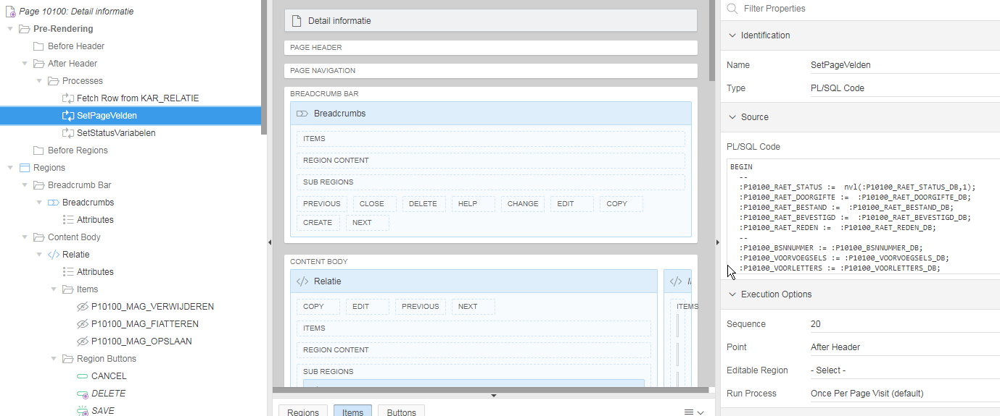 Page 10100: Detail informatie
Pre-Rendering
Before Header
After Header
Processes
Fetch Row from KAR_RELATIE
SetPageVelden
SetStatusVariabelen
Before Regions
Regions
Breadcrumb Bar
Breadcrumbs
Attributes
Content Body
Relatie
Attributes
Items
P10100_MAG_VERWIJDEREN
P10100_MAG_FIATTEREN
P10100_MAG_OPSLAAN
Region Buttons
CANCEL
DELETE
SAVE
Detail informatie
PAGE HEADER
PAGE NAVIGATION
BREADCRUMB BAR
Breadcrumbs
ITEMS
REGION CONTENT
SUB REGIONS
PREVIOUS CLOSE DELETE HELP CHANGE EDIT COPY
CREATE NEXT
CONTENT BODY
Relatie
COPY EDIT PREVIOUS NEXT
ITEMS
REGION CONTENT
SUB REGIONS
ITEMS
Regions Items Buttons
Filter Properties
Identification
Name SetPageVelden
Type PL/SQL Code
Source
PL/SQL Code
BEGIN
--
:P10100_RAET_STATUS := nvl(:P10100_RAET_STATUS_DB,1);
:P10100_RAET_DOORGIFTE := :P10100_RAET_DOORGIFTE_DB;
:P10100_RAET_BESTAND := :P10100_RAET_BESTAND_DB;
:P10100_RAET_BEVESTIGD := :P10100_RAET_BEVESTIGD_DB;
:P10100_RAET_REDEN := :P10100_RAET_REDEN_DB;
--
:P10100_BSNNUMMER := :P10100_BSNNUMMER_DB;
:P10100_VOORVOEGSELS := :P10100_VOORVOEGSELS_DB;
:P10100_VOORLETTERS := :P10100_VOORLETTERS_DB;
Execution Options
Sequence 20
Point After Header
Editable Region - Select -
Run Process Once Per Page Visit (default)